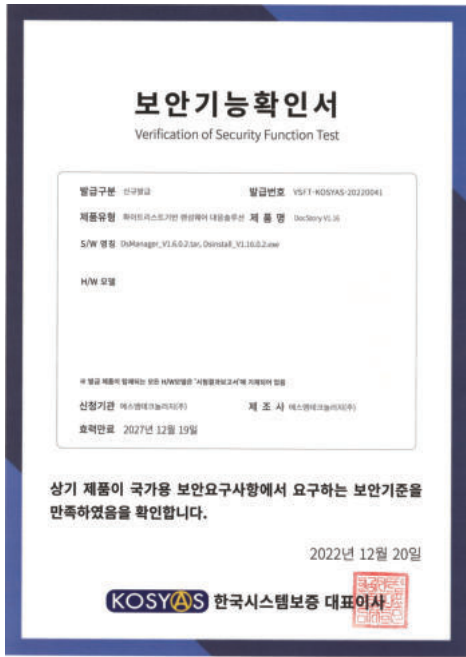 보안기능확인서
Verification of Security Function Test
발급구분 신규발급 발급번호 VSFT-KOSYAS-20220041
제품유형 화이트리스트기반 랜섬웨어 대응솔루션 제 품 명 DocStory V1.16
S/W 명칭 DsManager_V1.6.0.2.tar, Dsinstall_V1.16.0.2.exe
H/W 모델
※ 발급 제품이 탑재되는 모든 H/W모델은 '시험결과보고서'에 기재되어 있음
신청기관 에스엠테크놀러지(주) 제 조 사 에스엠테크놀러지(주)
효력만료 2027년 12월 19일
상기 제품이 국가용 보안요구사항에서 요구하는 보안기준을
만족하였음을 확인합니다.
2022년 12월 20일
KOSYAS 한국시스템보증 대표이사